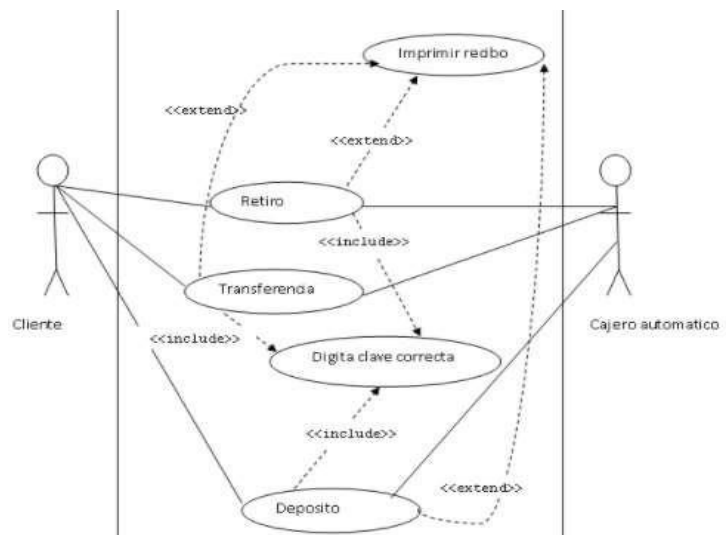 Imprimir recibo
<<extend>>
<<extend>>
Retiro
<<include>>
Transferencia
Cliente
Cajero automatico
<<include>>
Digita clave correcta
<<include>>
<<extend>>
Deposito